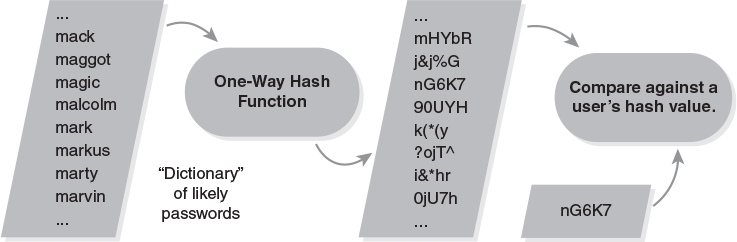 ...
mack
maggot
magic
malcolm
mark
markus
marty
marvin
...
One-Way Hash
Function
“Dictionary”
of likely
passwords
...
mHYbR
j&j%G
nG6K7
90UYH
k(*(y
?ojT^
i&*hr
0jU7h
...
Compare against a
user’s hash value.
nG6K7